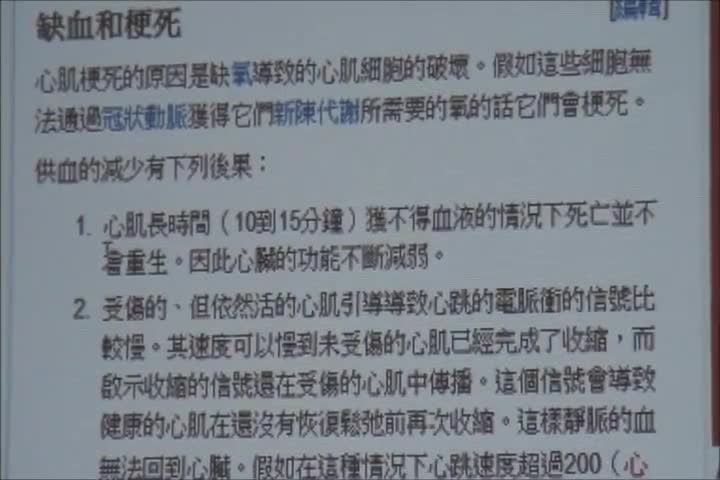 缺血和梗死
[編輯]
心肌梗死的原因是缺氧導致的心肌細胞的破壞。假如這些細胞無
法通過冠狀動脈獲得它們新陳代謝所需要的氧的話它們會梗死。
供血的減少有下列後果：
1. 心肌長時間（10到15分鐘）獲不得血液的情況下死亡並不
會重生。因此心臟的功能不斷減弱。
2. 受傷的、但依然活的心肌引導導致心跳的電脈衝的信號比
較慢。其速度可以慢到未受傷的心肌已經完成了收縮，而
啟示收縮的信號還在受傷的心肌中傳播。這個信號會導致
健康的心肌在還沒有恢復鬆弛前再次收縮。這樣靜脈的血
無法回到心臟。假如在這種情況下心跳速度超過200（心